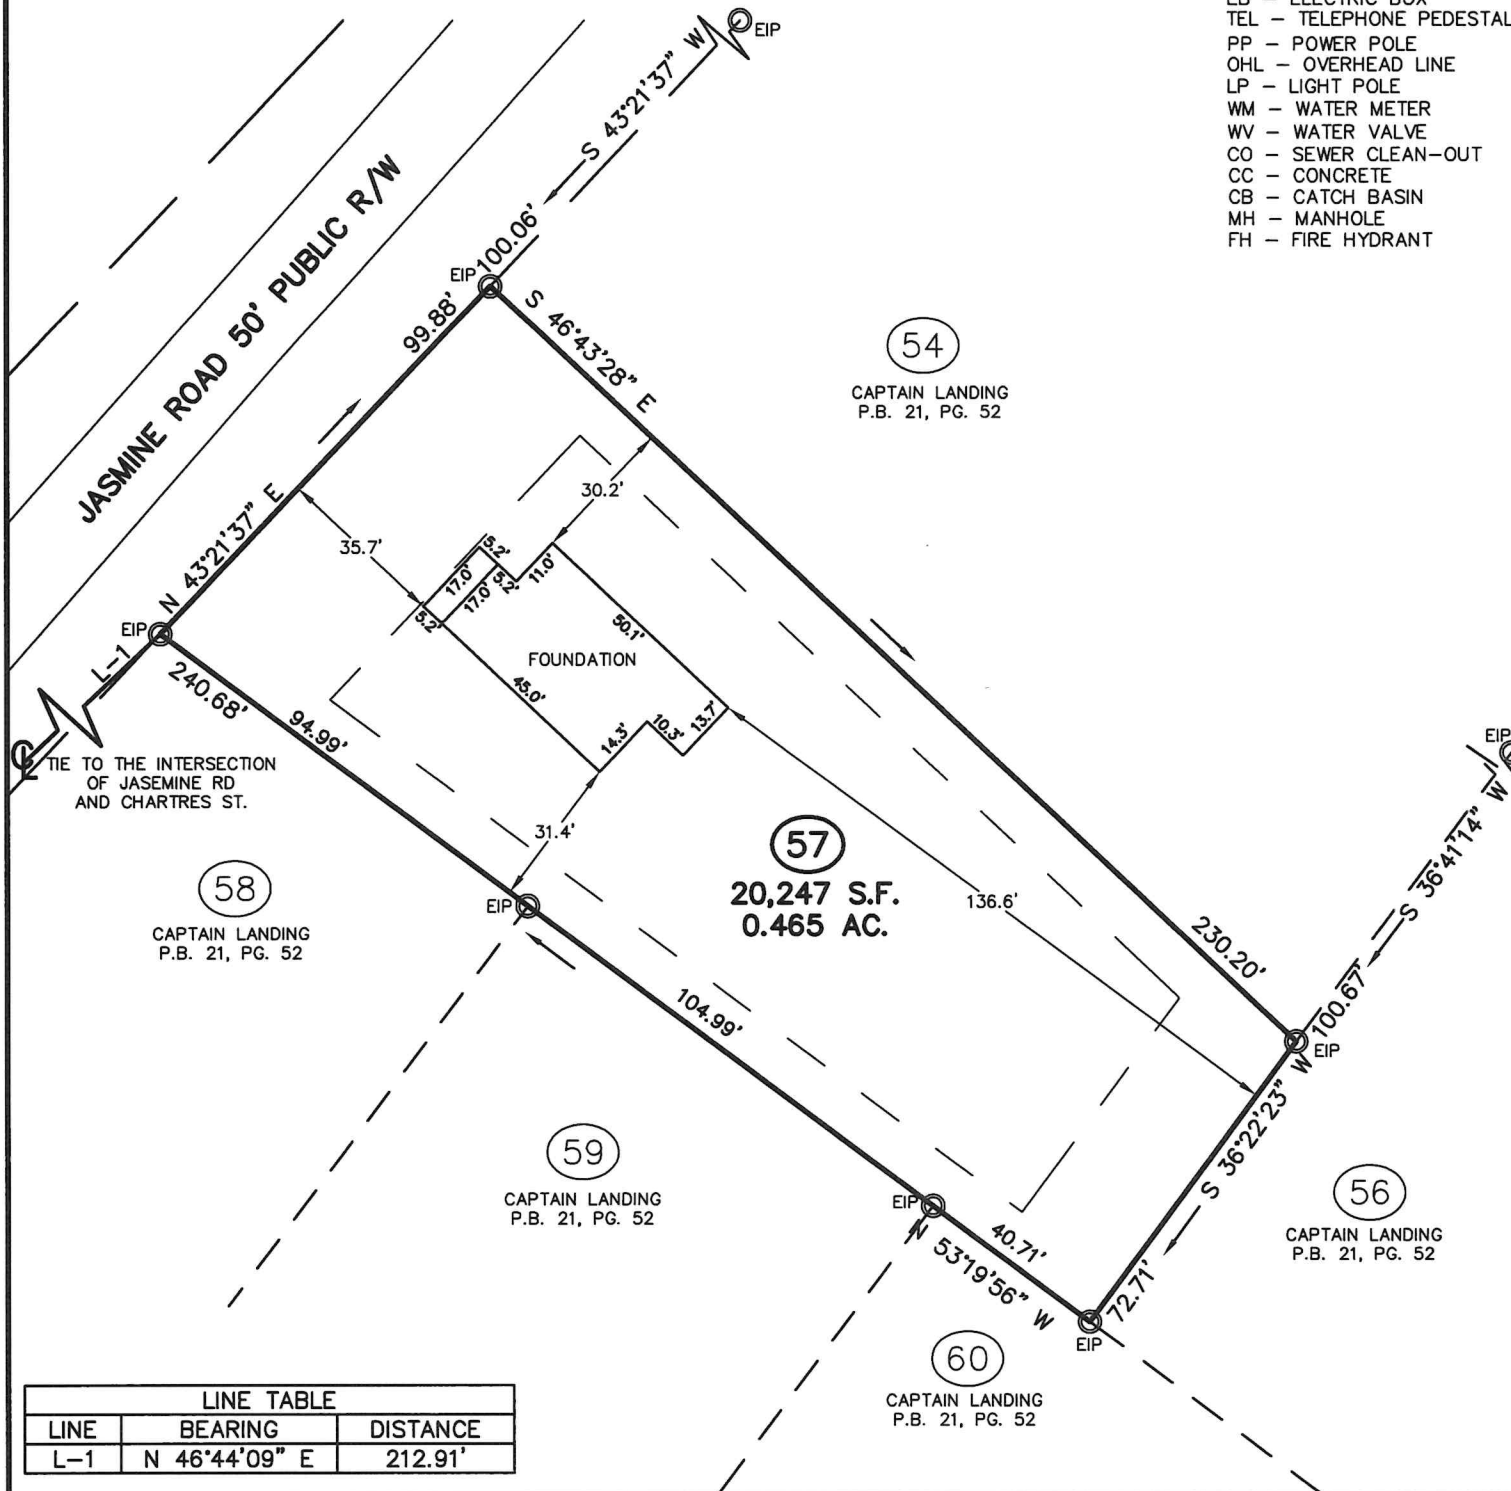 TEL – TELEPHONE PEDESTAL
PP – POWER POLE
OHL – OVERHEAD LINE
LP – LIGHT POLE
WM – WATER METER
WV – WATER VALVE
CO – SEWER CLEAN–OUT
CC – CONCRETE
CB – CATCH BASIN
MH – MANHOLE
FH – FIRE HYDRANT
EIP
S 43°21'37" W
100.06'
EIP
99.88'
JASMINE ROAD 50' PUBLIC R/W
N 43°21'37" E
S 46°43'28" E
230.20'
54
CAPTAIN LANDING
P.B. 21, PG. 52
30.2'
35.7'
5.2'
17.0'
17.0'
5.2'
11.0'
5.2'
50.1'
FOUNDATION
45.0'
14.3'
10.3'
13.7'
31.4'
136.6'
EIP
L–1
240.68'
94.99'
CL
TIE TO THE INTERSECTION
OF JASEMINE RD
AND CHARTRES ST.
57
20,247 S.F.
0.465 AC.
58
CAPTAIN LANDING
P.B. 21, PG. 52
EIP
104.99'
EIP
S 36°41'14" W
100.67'
EIP
S 36°22'23" W
72.71'
59
CAPTAIN LANDING
P.B. 21, PG. 52
EIP
40.71'
N 53°19'56" W
EIP
56
CAPTAIN LANDING
P.B. 21, PG. 52
60
CAPTAIN LANDING
P.B. 21, PG. 52
LINE TABLE
LINE BEARING DISTANCE
L–1 N 46°44'09" E 212.91'